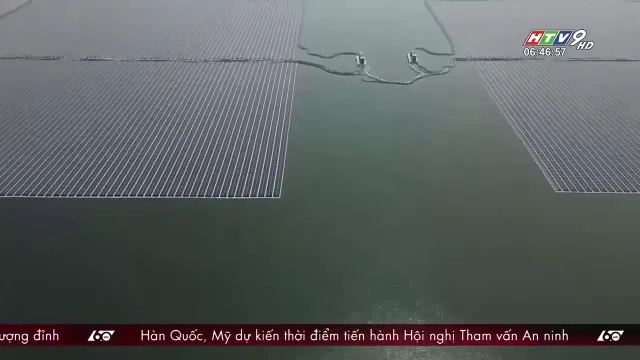 HTV9 HD
06:46:57
ượng đỉnh 60 Hàn Quốc, Mỹ dự kiến thời điểm tiến hành Hội nghị Tham vấn An ninh 60